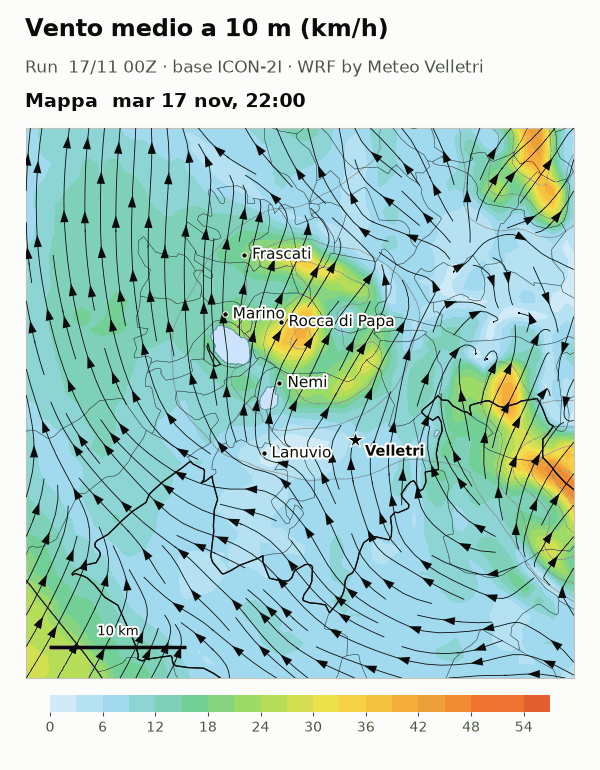 Vento medio a 10 m (km/h)
Run  17/11 00Z · base ICON-2I · WRF by Meteo Velletri
Mappa  mar 17 nov, 22:00
Frascati
Marino
Rocca di Papa
Nemi
Velletri
Lanuvio
10 km
0 6 12 18 24 30 36 42 48 54